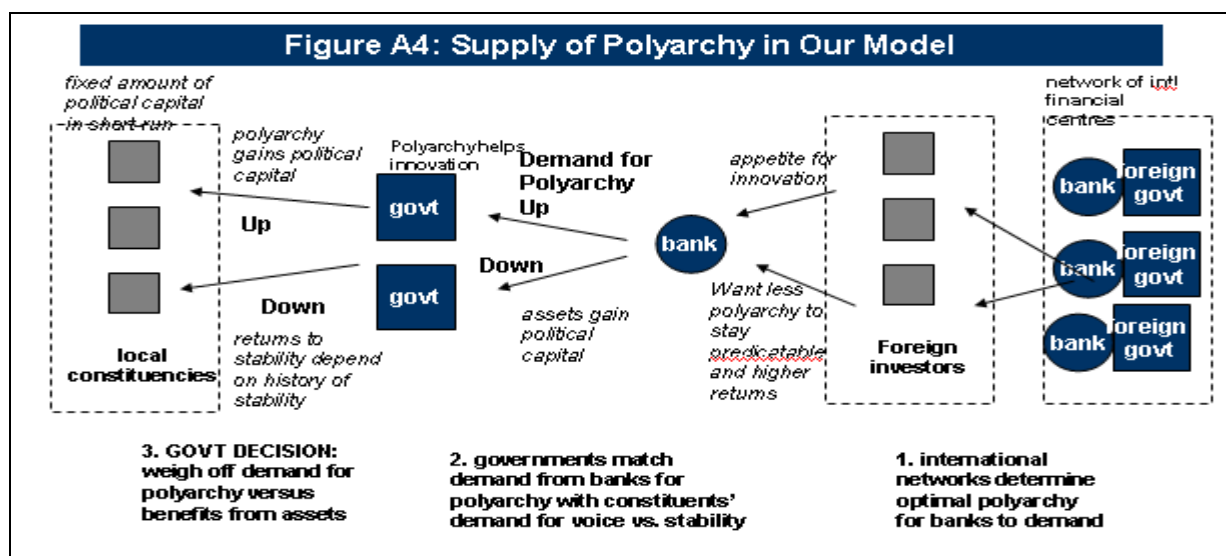 Figure A4: Supply of Polyarchy in Our Model
fixed amount of
political capital
in short run
polyarchy
gains political
capital
Up
Down
returns to
stability depend
on history of
stability
local
constituencies
Polyarchyhelps
innovation
govt
govt
Demand for
Polyarchy
Up
Down
assets gain
political
capital
bank
appetite for
innovation
Want less
polyarchy to
stay
predicatable
and higher
returns
Foreign
investors
network of intl
financial
centres
bank
foreign
govt
bank
foreign
govt
bank
foreign
govt
3. GOVT DECISION:
weigh off demand for
polyarchy versus
benefits from assets
2. governments match
demand from banks for
polyarchy with constituents’
demand for voice vs. stability
1. international
networks determine
optimal polyarchy
for banks to demand